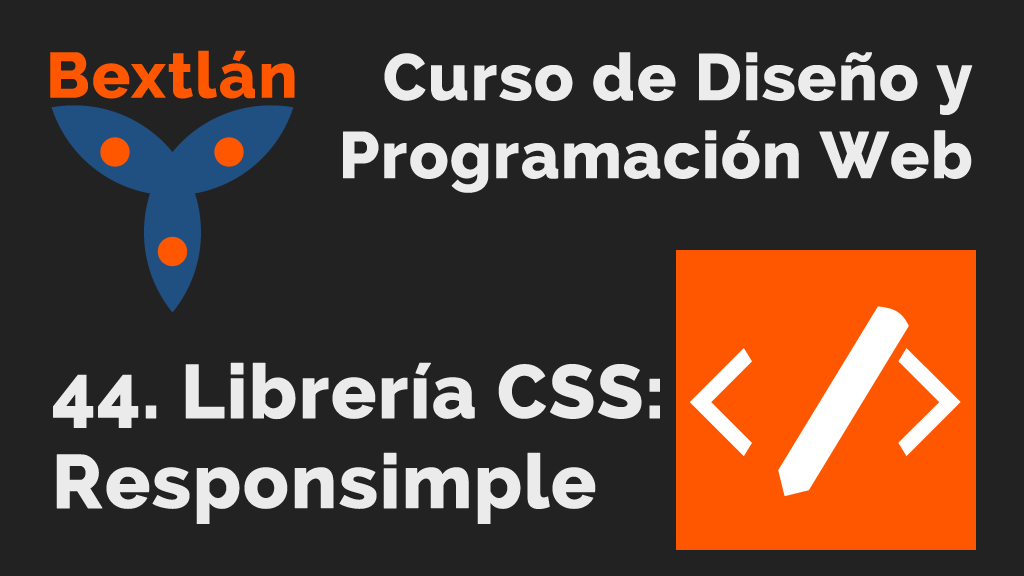 Bextlán
Curso de Diseño y
Programación Web
44. Librería CSS:
Responsimple